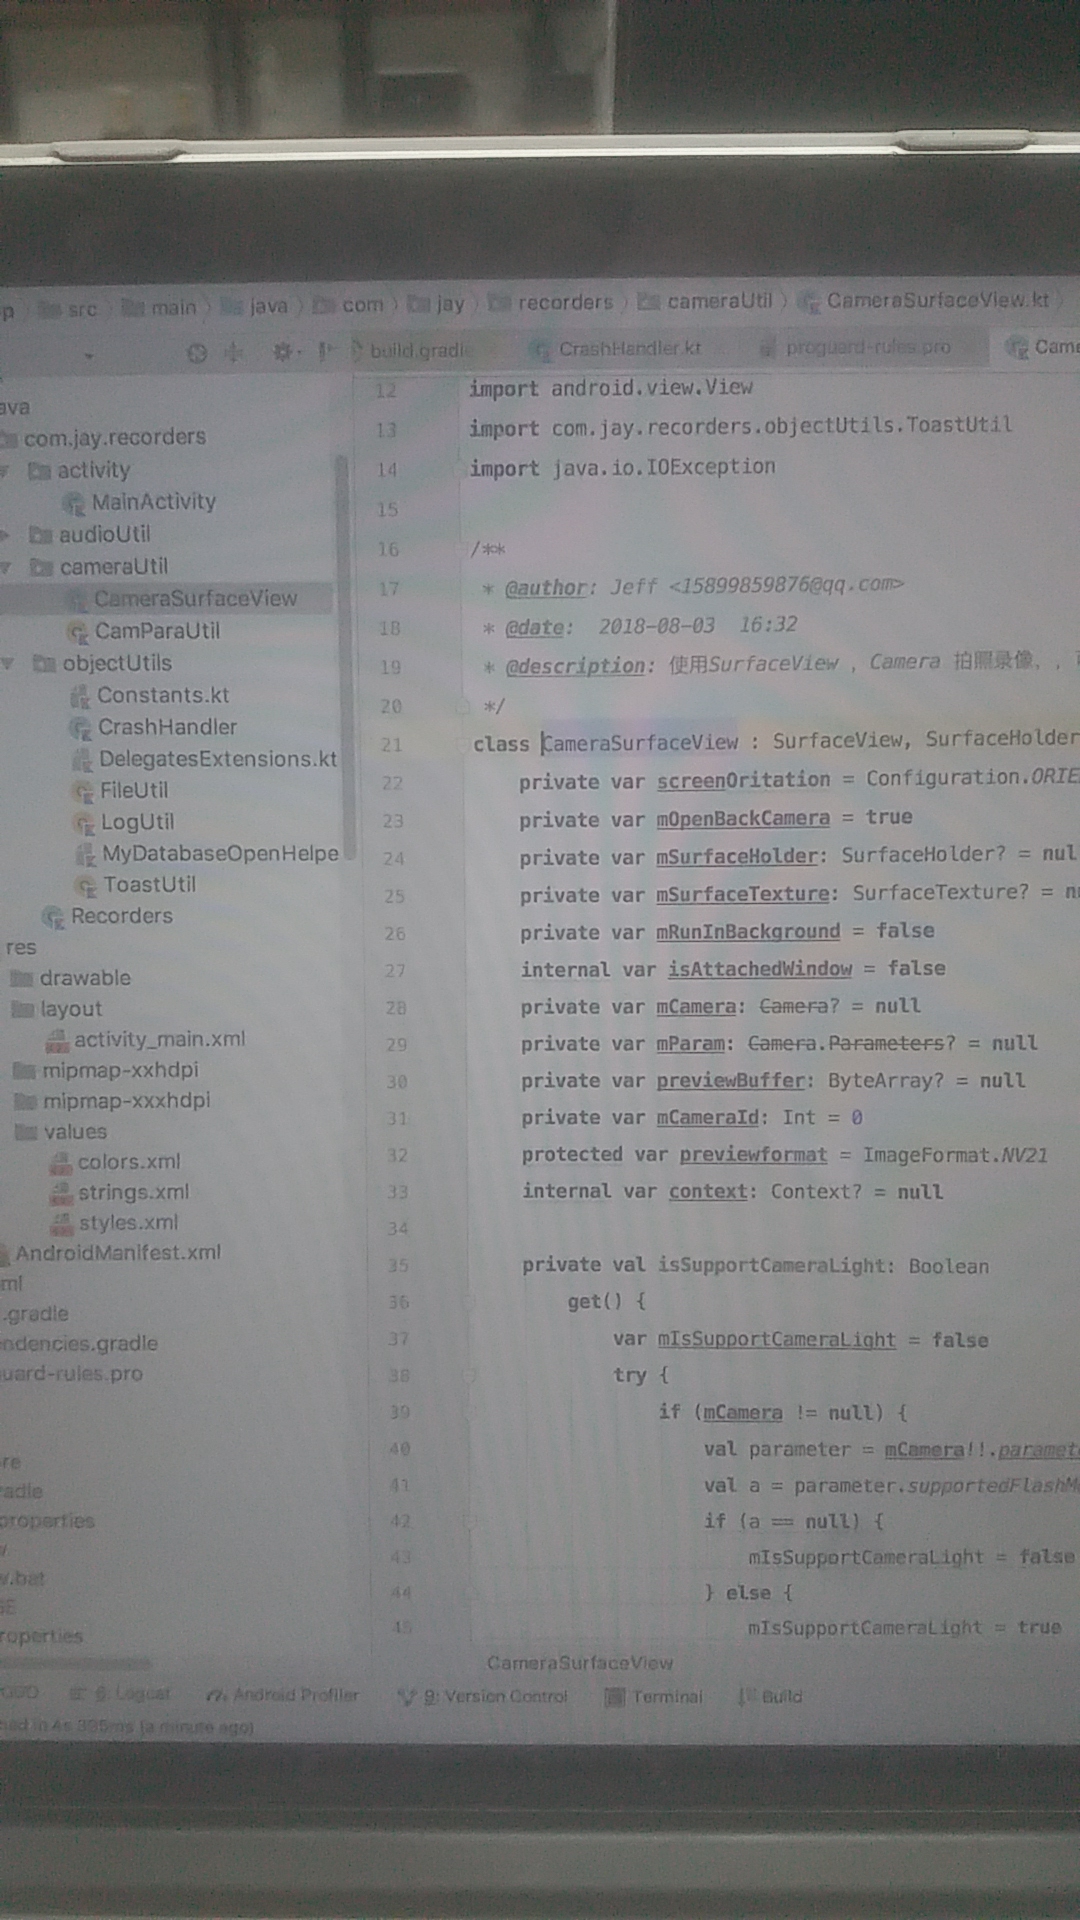 p src main java com jay recorders cameraUtil CameraSurfaceView.kt
build.gradle CrashHandler.kt proguard-rules.pro Came
ava
com.jay.recorders
activity
MainActivity
audioUtil
cameraUtil
CameraSurfaceView
CamParaUtil
objectUtils
Constants.kt
CrashHandler
DelegatesExtensions.kt
FileUtil
LogUtil
MyDatabaseOpenHelpe
ToastUtil
Recorders
res
drawable
layout
activity_main.xml
mipmap-xxhdpi
mipmap-xxxhdpi
values
colors.xml
strings.xml
styles.xml
AndroidManifest.xml
ml
.gradle
endencies.gradle
uard-rules.pro
re
radle
properties
w.bat
roperties
12 import android.view.View
13 import com.jay.recorders.objectUtils.ToastUtil
14 import java.io.IOException
15
16 /**
17 * @author: Jeff <15899859876@qq.com>
18 * @date: 2018-08-03 16:32
19 * @description: 使用SurfaceView , Camera 拍照录像, ,
20 */
21 class CameraSurfaceView : SurfaceView, SurfaceHolder
22 private var screenOritation = Configuration.ORIE
23 private var mOpenBackCamera = true
24 private var mSurfaceHolder: SurfaceHolder? = nul
25 private var mSurfaceTexture: SurfaceTexture? = nu
26 private var mRunInBackground = false
27 internal var isAttachedWindow = false
28 private var mCamera: Camera? = null
29 private var mParam: Camera.Parameters? = null
30 private var previewBuffer: ByteArray? = null
31 private var mCameraId: Int = 0
32 protected var previewformat = ImageFormat.NV21
33 internal var context: Context? = null
34
35 private val isSupportCameraLight: Boolean
36 get() {
37 var mIsSupportCameraLight = false
38 try {
39 if (mCamera != null) {
40 val parameter = mCamera!!.paramet
41 val a = parameter.supportedFlashM
42 if (a == null) {
43 mIsSupportCameraLight = false
44 } else {
45 mIsSupportCameraLight = true
CameraSurfaceView
6: Logcat Android Profiler 9: Version Control Terminal Build
hed in 4s 395ms (a minute ago)